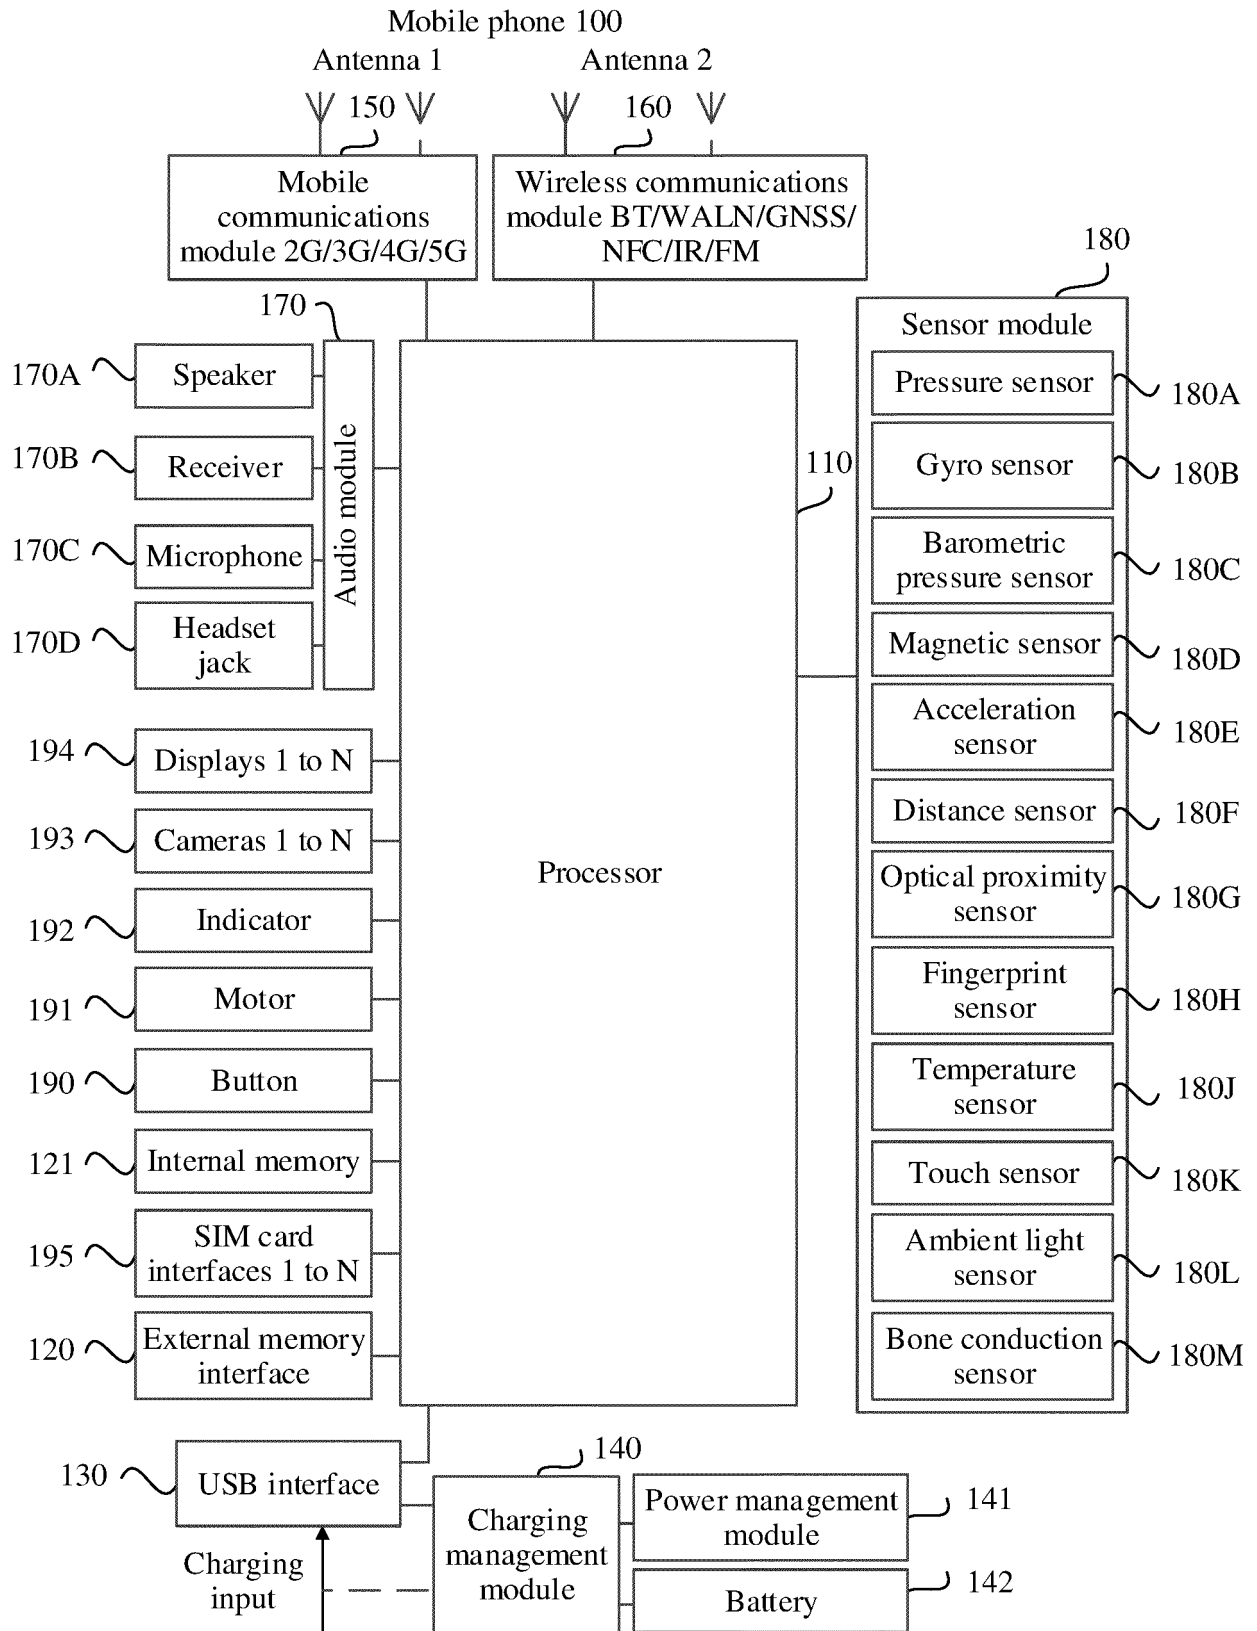 Mobile phone 100
Antenna 1
Antenna 2
150
160
Mobile
communications
module 2G/3G/4G/5G
Wireless communications
module BT/WALN/GNSS/
NFC/IR/FM
170
170A
Speaker
170B
Receiver
170C
Microphone
170D
Headset
jack
Audio module
194
Displays 1 to N
193
Cameras 1 to N
192
Indicator
191
Motor
190
Button
121
Internal memory
195
SIM card
interfaces 1 to N
120
External memory
interface
Processor
110
180
Sensor module
Pressure sensor
180A
Gyro sensor
180B
Barometric
pressure sensor
180C
Magnetic sensor
180D
Acceleration
sensor
180E
Distance sensor
180F
Optical proximity
sensor
180G
Fingerprint
sensor
180H
Temperature
sensor
180J
Touch sensor
180K
Ambient light
sensor
180L
Bone conduction
sensor
180M
130
USB interface
Charging
input
140
Charging
management
module
Power management
module
141
Battery
142